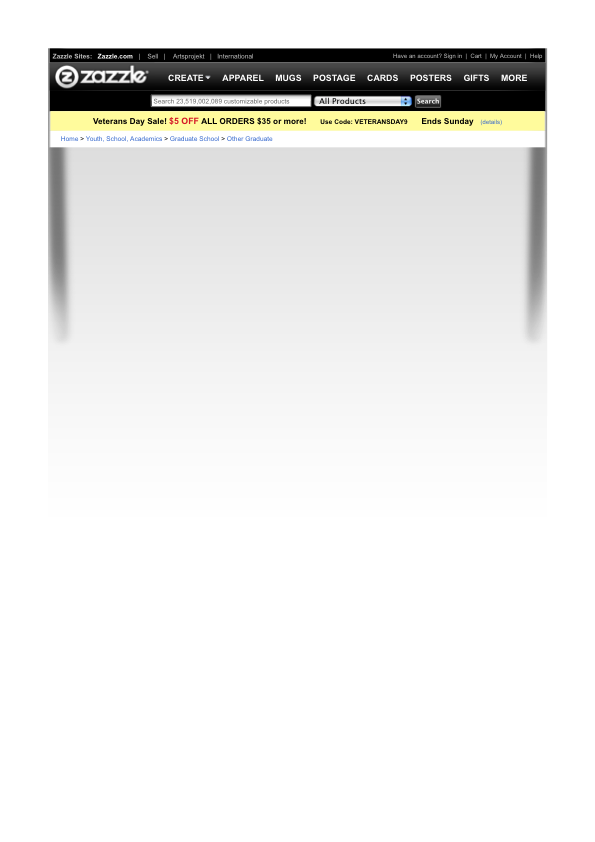 Zazzle Sites: Zazzle.com | Sell | Artsprojekt | International Have an account? Sign in | Cart | My Account | Help
zazzle CREATE APPAREL MUGS POSTAGE CARDS POSTERS GIFTS MORE
Search 23,519,002,089 customizable products All Products Search
Veterans Day Sale! $5 OFF ALL ORDERS $35 or more! Use Code: VETERANSDAY9 Ends Sunday (details)
Home > Youth, School, Academics > Graduate School > Other Graduate